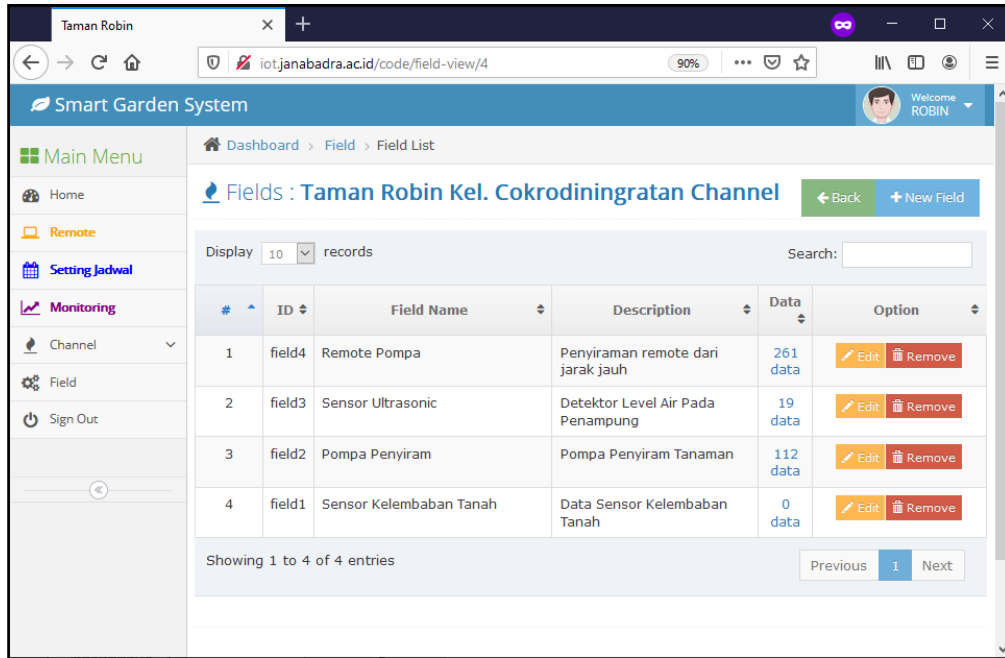 Taman Robin
iot.janabadra.ac.id/code/field-view/4
90%
Smart Garden System
Welcome
ROBIN
Main Menu
Home
Remote
Setting Jadwal
Monitoring
Channel
Field
Sign Out
Dashboard > Field > Field List
Fields : Taman Robin Kel. Cokrodiningratan Channel
Back
New Field
Display 10 records
Search:
# ID Field Name Description Data Option
1 field4 Remote Pompa Penyiraman remote dari 261 Edit Remove
jarak jauh data
2 field3 Sensor Ultrasonic Detektor Level Air Pada 19 Edit Remove
Penampung data
3 field2 Pompa Penyiram Pompa Penyiram Tanaman 112 Edit Remove
data
4 field1 Sensor Kelembaban Tanah Data Sensor Kelembaban 0 Edit Remove
Tanah data
Showing 1 to 4 of 4 entries
Previous 1 Next